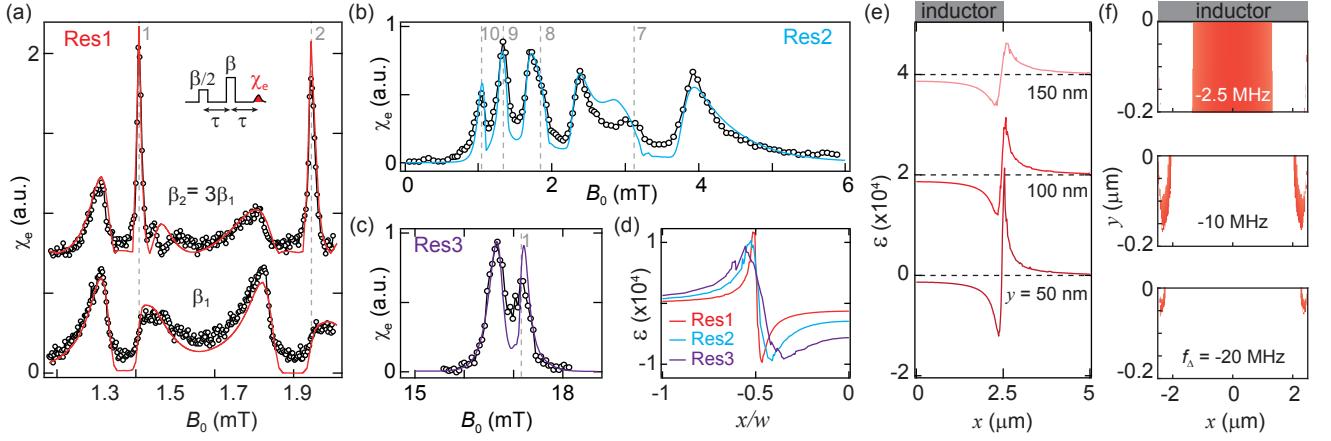 (a)
Res1
1
2
β/2
β
χe
τ
τ
β2= 3β1
β1
χe (a.u.)
2
0
1.3
1.5
1.7
1.9
B0 (mT)
(b)
Res2
10
9
8
7
χe (a.u.)
1
0
0
2
4
6
B0 (mT)
(c)
Res3
1
χe (a.u.)
1
0
15
18
B0 (mT)
(d)
ε (x10⁴)
1
-1
Res1
Res2
Res3
-1
-0.5
0
x/w
(e)
inductor
ε (x10⁴)
4
2
0
-2
150 nm
100 nm
y = 50 nm
0
2.5
5
x (μm)
(f)
inductor
y (μm)
0
-0.2
-2.5 MHz
0
-0.2
-10 MHz
0
-0.2
fΔ = -20 MHz
-2
0
2
x (μm)